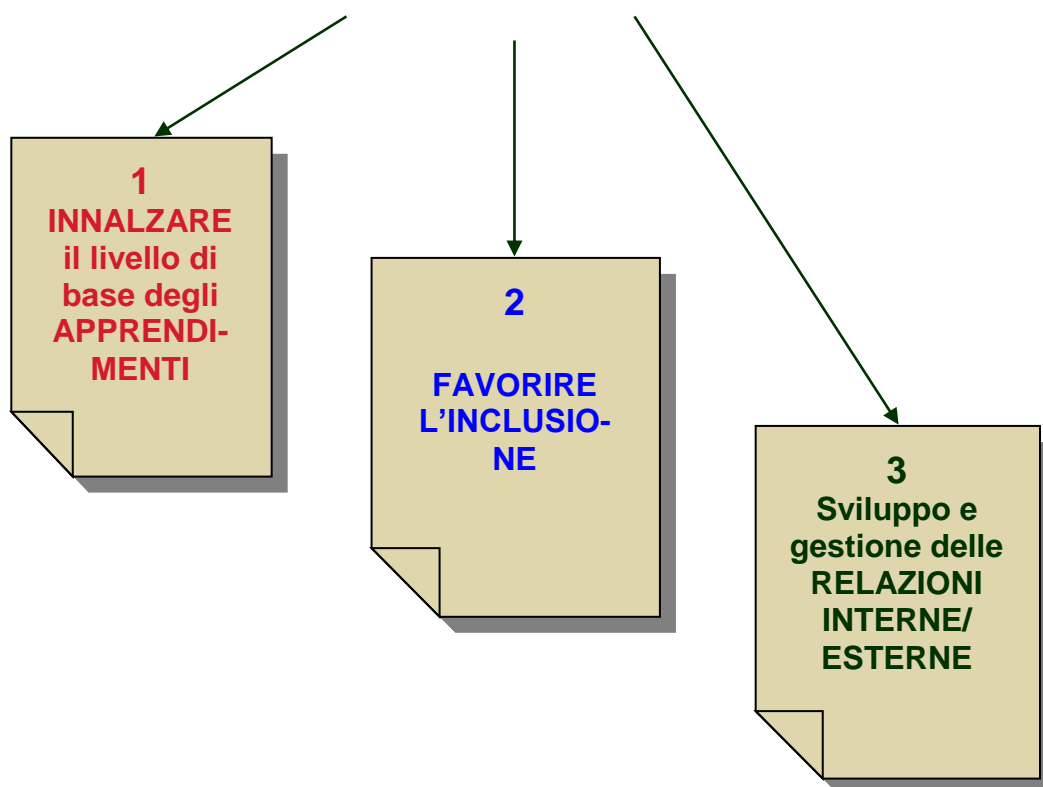 1
INNALZARE
il livello di
base degli
APPRENDI-
MENTI
2
FAVORIRE
L’INCLUSIO-
NE
3
Sviluppo e
gestione delle
RELAZIONI
INTERNE/
ESTERNE